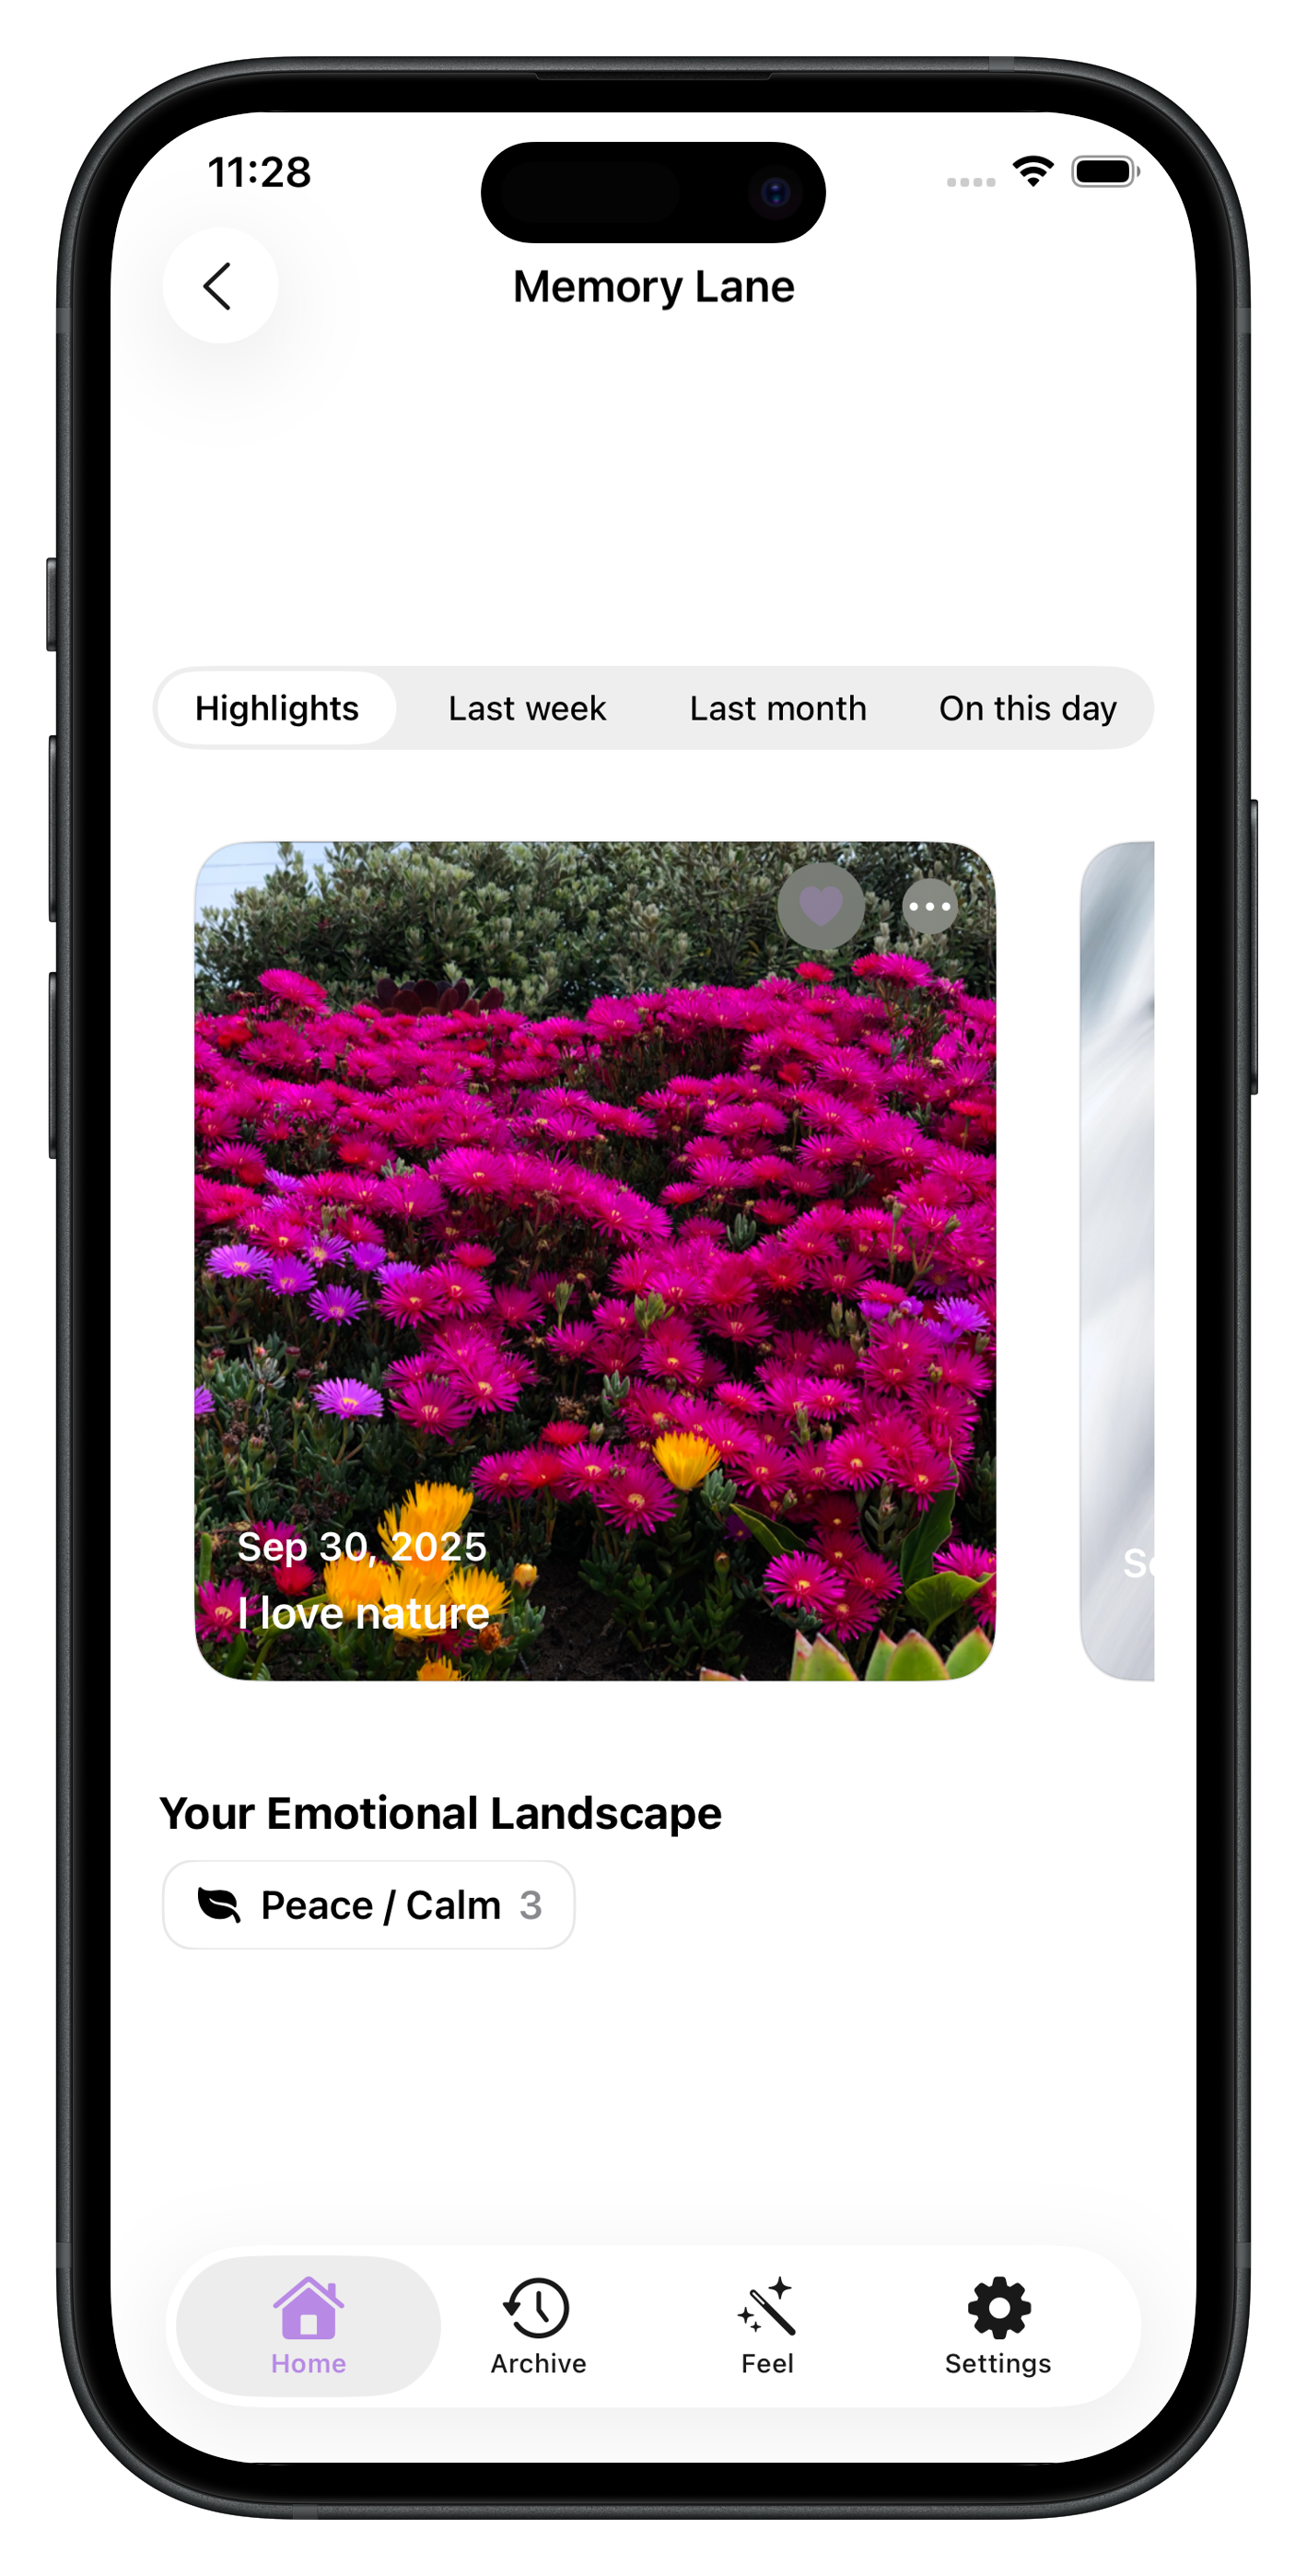 11:28
Memory Lane
Highlights Last week Last month On this day
Sep 30, 2025
I love nature
Your Emotional Landscape
Peace / Calm 3
Home Archive Feel Settings